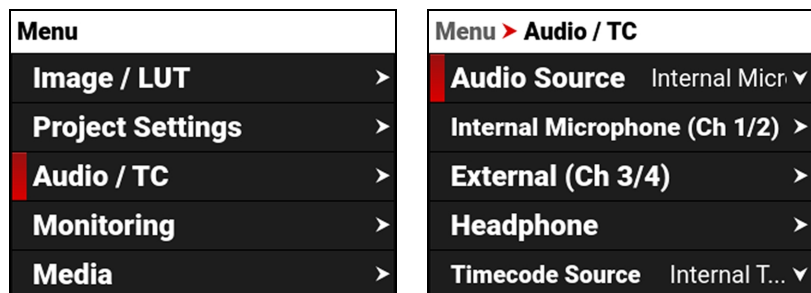 Menu
Image / LUT
Project Settings
Audio / TC
Monitoring
Media
Menu > Audio / TC
Audio Source Internal Micr
Internal Microphone (Ch 1/2)
External (Ch 3/4)
Headphone
Timecode Source Internal T...